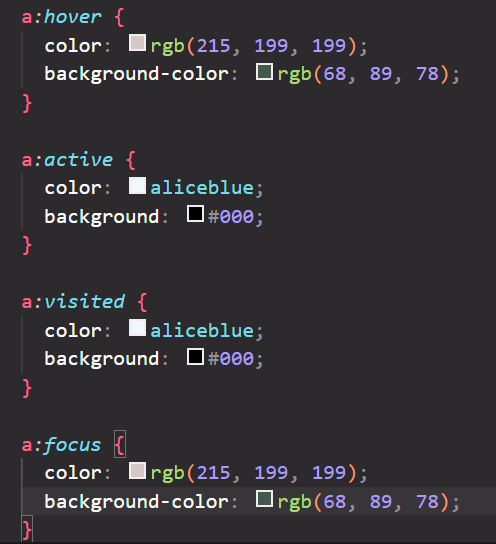 a:hover {
color: rgb(215, 199, 199);
background-color: rgb(68, 89, 78);
}
a:active {
color: aliceblue;
background: #000;
}
a:visited {
color: aliceblue;
background: #000;
}
a:focus {
color: rgb(215, 199, 199);
background-color: rgb(68, 89, 78);
}